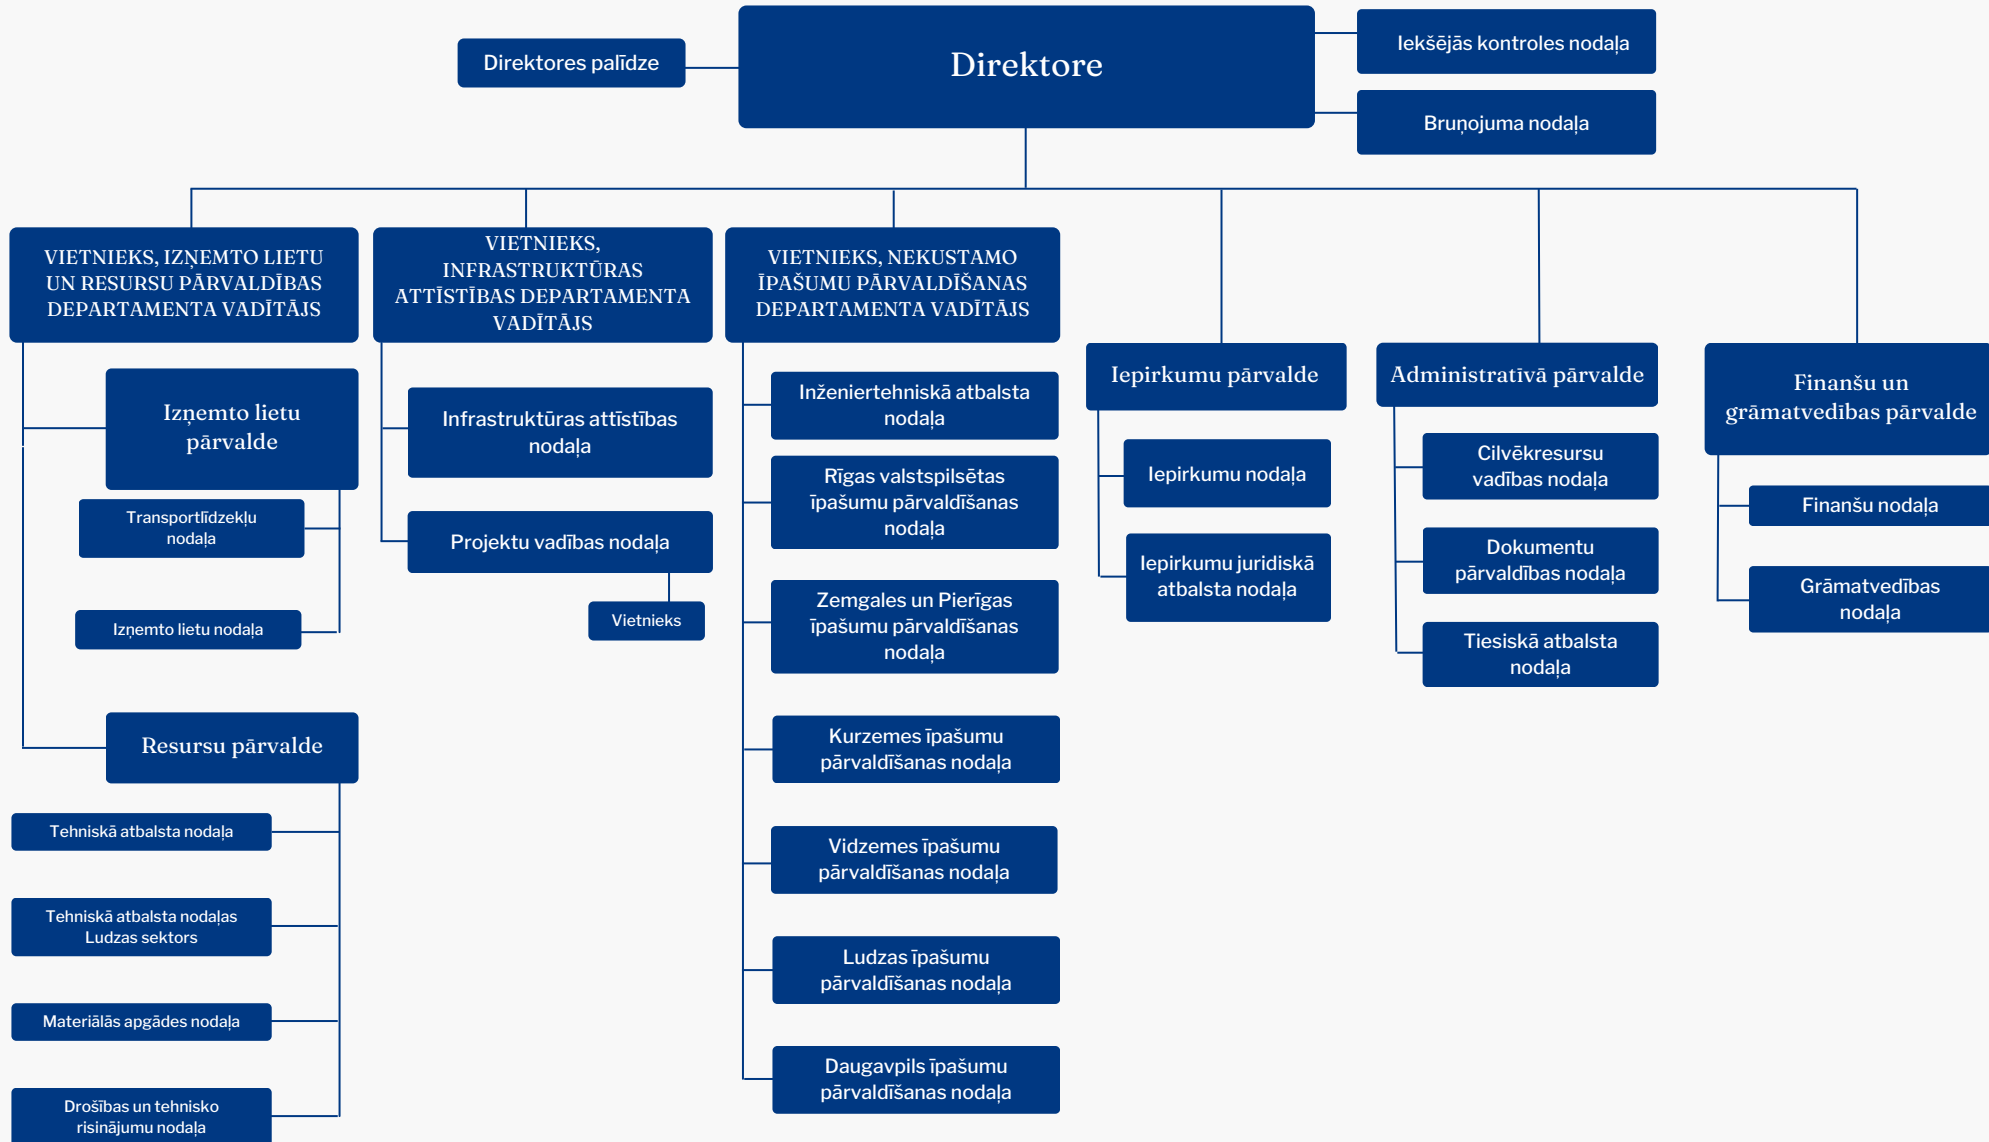 Direktores palīdze
Direktore
Iekšējās kontroles nodaļa
Bruņojuma nodaļa
VIETNIEKS, IZŅEMTO LIETU
UN RESURSU PĀRVALDĪBAS
DEPARTAMENTA VADĪTĀJS
Izņemto lietu
pārvalde
Transportlīdzekļu
nodaļa
Izņemto lietu nodaļa
Resursu pārvalde
Tehniskā atbalsta nodaļa
Tehniskā atbalsta nodaļas
Ludzas sektors
Materiālās apgādes nodaļa
Drošības un tehnisko
risinājumu nodaļa
VIETNIEKS,
INFRASTRUKTŪRAS
ATTĪSTĪBAS DEPARTAMENTA
VADĪTĀJS
Infrastruktūras attīstības
nodaļa
Projektu vadības nodaļa
Vietnieks
VIETNIEKS, NEKUSTAMO
ĪPAŠUMU PĀRVALDĪŠANAS
DEPARTAMENTA VADĪTĀJS
Inženiertehniskā atbalsta
nodaļa
Rīgas valstspilsētas
īpašumu pārvaldīšanas
nodaļa
Zemgales un Pierīgas
īpašumu pārvaldīšanas
nodaļa
Kurzemes īpašumu
pārvaldīšanas nodaļa
Vidzemes īpašumu
pārvaldīšanas nodaļa
Ludzas īpašumu
pārvaldīšanas nodaļa
Daugavpils īpašumu
pārvaldīšanas nodaļa
Iepirkumu pārvalde
Iepirkumu nodaļa
Iepirkumu juridiskā
atbalsta nodaļa
Administratīvā pārvalde
Cilvēkresursu
vadības nodaļa
Dokumentu
pārvaldības nodaļa
Tiesiskā atbalsta
nodaļa
Finanšu un
grāmatvedības pārvalde
Finanšu nodaļa
Grāmatvedības
nodaļa